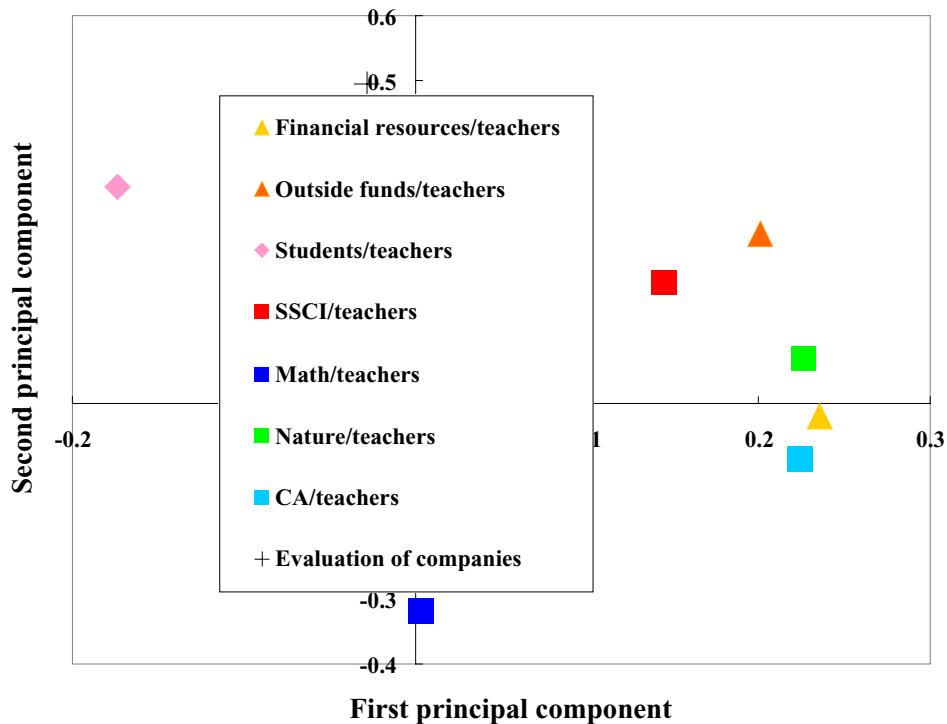 0.6
0.5
Financial resources/teachers
Outside funds/teachers
Students/teachers
SSCI/teachers
Math/teachers
Nature/teachers
CA/teachers
Evaluation of companies
-0.2
0.2
0.3
-0.3
-0.4
Second principal component
First principal component